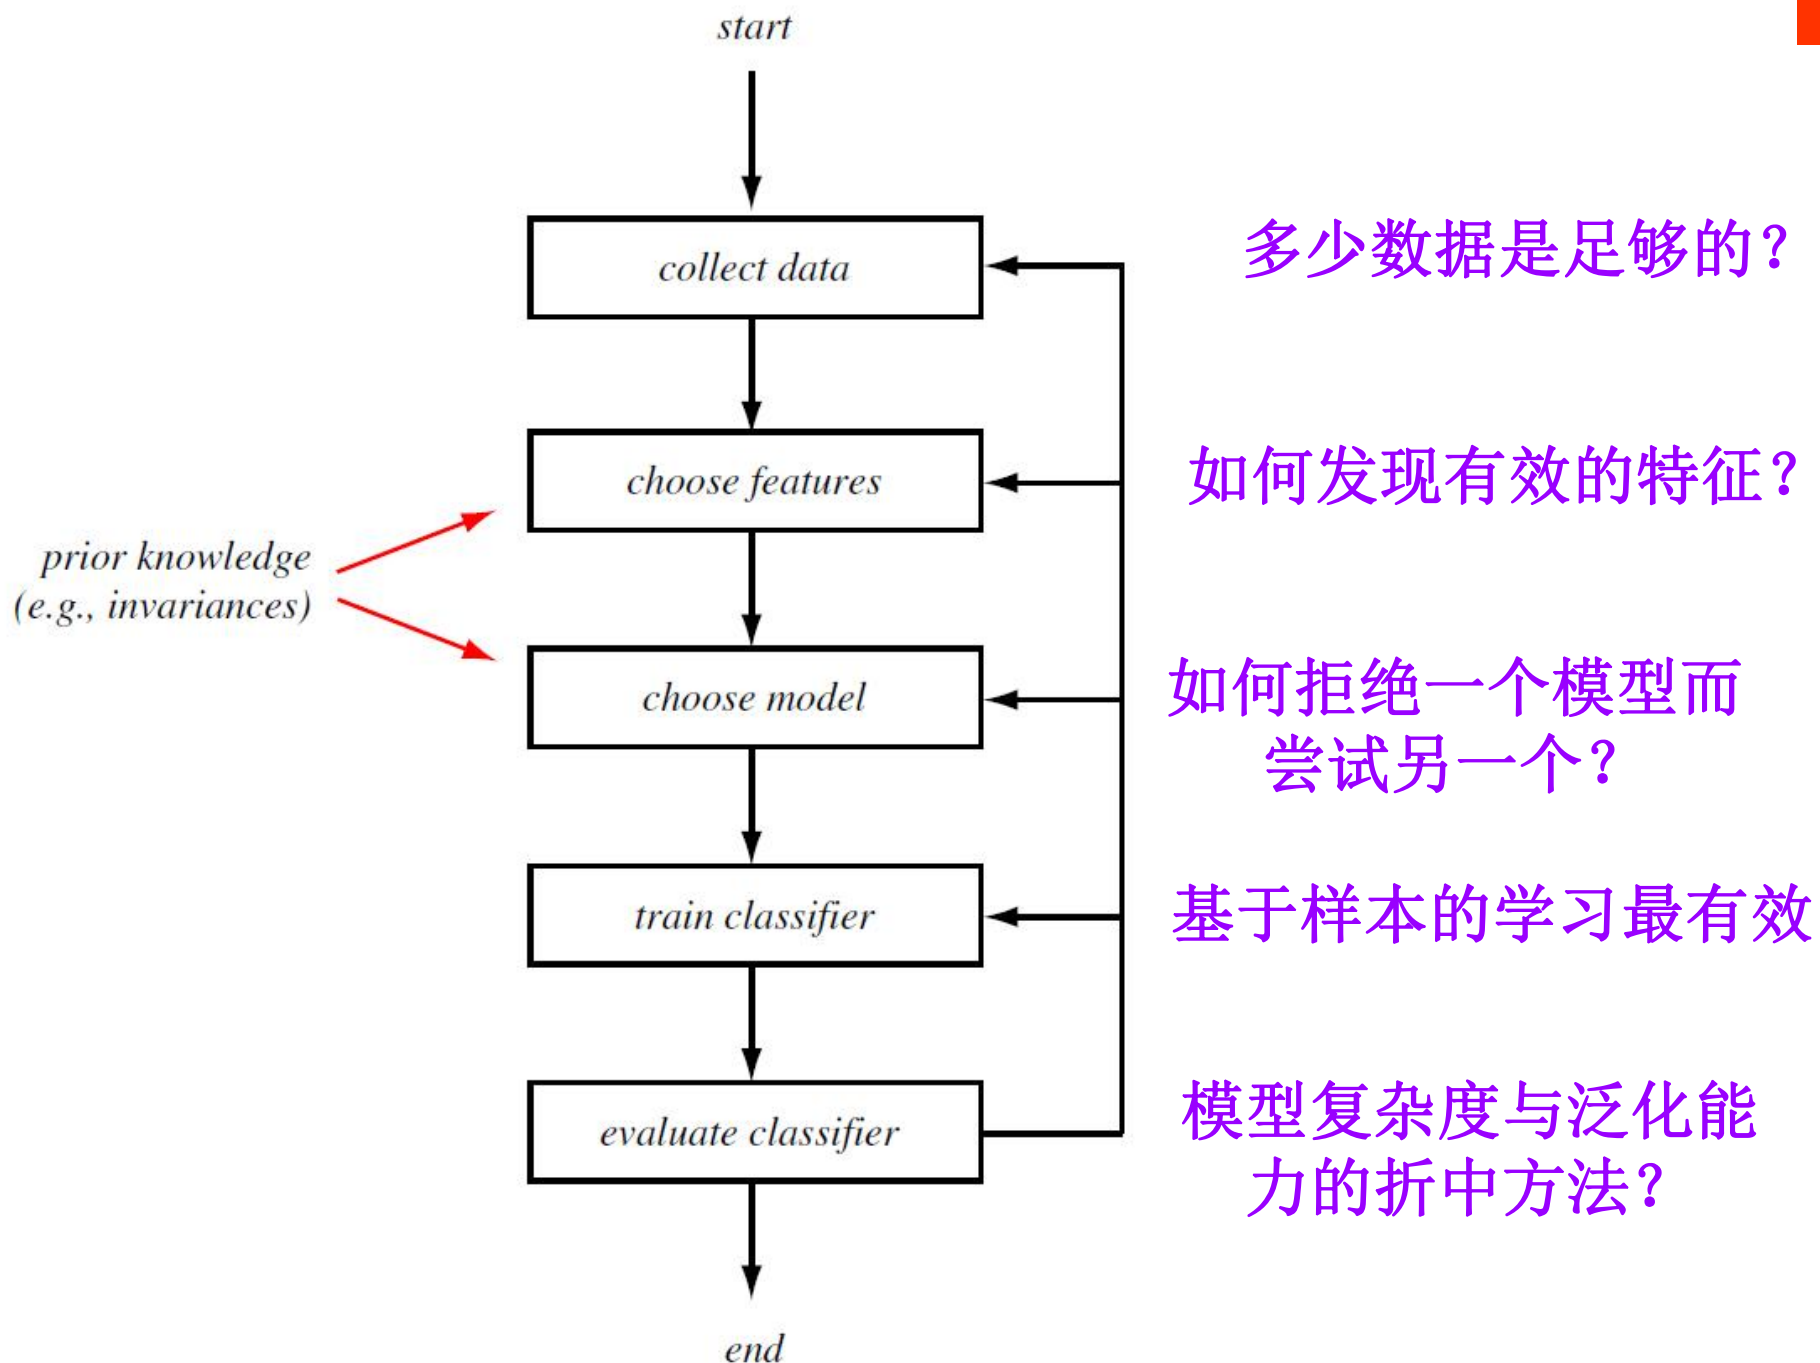 start
collect data
多少数据是足够的？
choose features
如何发现有效的特征？
prior knowledge
(e.g., invariances)
choose model
如何拒绝一个模型而
尝试另一个？
train classifier
基于样本的学习最有效
evaluate classifier
模型复杂度与泛化能
力的折中方法？
end